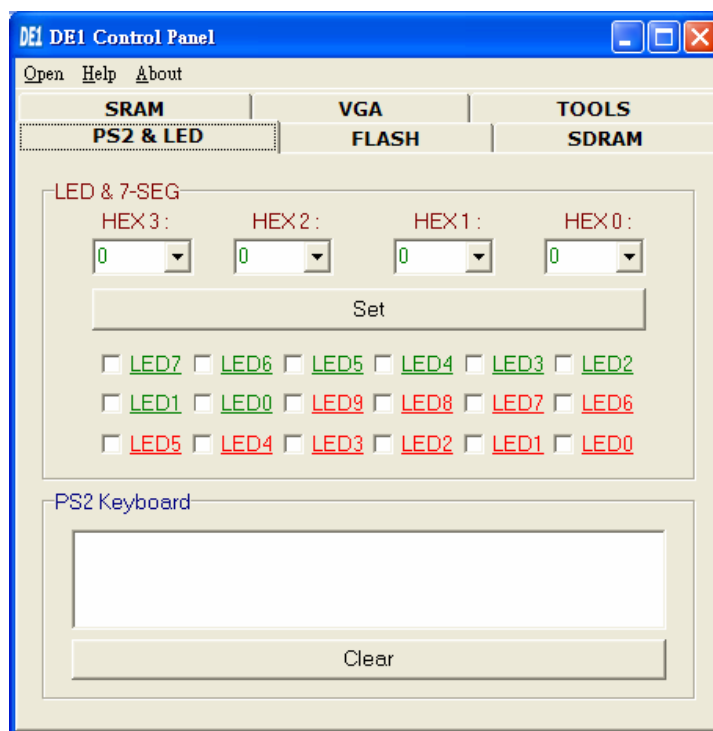 DE1 DE1 Control Panel
Open Help About
SRAM VGA TOOLS
PS2 & LED FLASH SDRAM
LED & 7-SEG
HEX 3 : HEX 2 : HEX 1 : HEX 0 :
0 0 0 0
Set
LED7 LED6 LED5 LED4 LED3 LED2
LED1 LED0 LED9 LED8 LED7 LED6
LED5 LED4 LED3 LED2 LED1 LED0
PS2 Keyboard
Clear